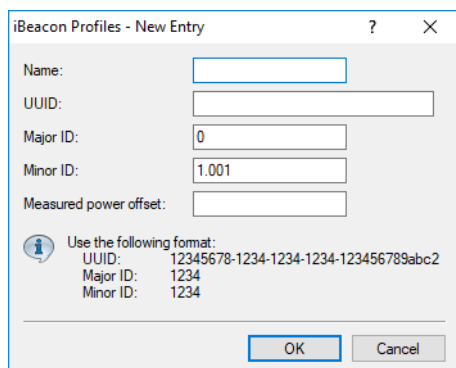 iBeacon Profiles - New Entry ? X
Name:
UUID:
Major ID: 0
Minor ID: 1.001
Measured power offset:
Use the following format:
UUID: 12345678-1234-1234-1234-123456789abc2
Major ID: 1234
Minor ID: 1234
OK Cancel